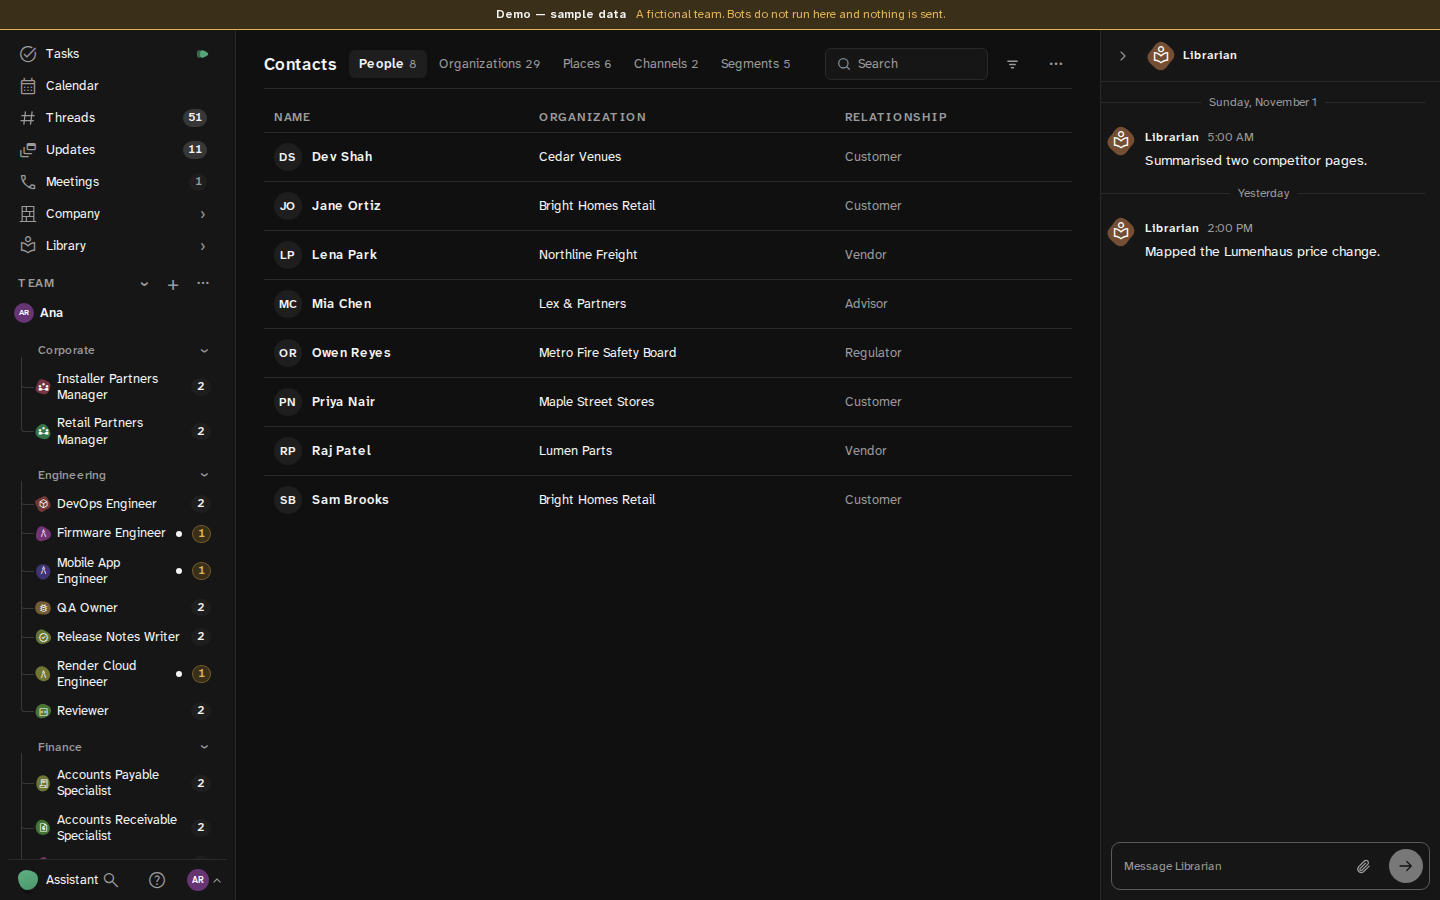 Demo — sample data A fictional team. Bots do not run here and nothing is sent.
Tasks
Calendar
Threads 51
Updates 11
Meetings 1
Company
Library
TEAM
AR Ana
Corporate
Installer Partners
Manager 2
Retail Partners
Manager 2
Engineering
DevOps Engineer 2
Firmware Engineer 1
Mobile App
Engineer 1
QA Owner 2
Release Notes Writer 2
Render Cloud
Engineer 1
Reviewer 2
Finance
Accounts Payable
Specialist 2
Accounts Receivable
Specialist 2
Assistant AR
Contacts People 8 Organizations 29 Places 6 Channels 2 Segments 5 Search
NAME ORGANIZATION RELATIONSHIP
DS Dev Shah Cedar Venues Customer
JO Jane Ortiz Bright Homes Retail Customer
LP Lena Park Northline Freight Vendor
MC Mia Chen Lex & Partners Advisor
OR Owen Reyes Metro Fire Safety Board Regulator
PN Priya Nair Maple Street Stores Customer
RP Raj Patel Lumen Parts Vendor
SB Sam Brooks Bright Homes Retail Customer
Librarian
Sunday, November 1
Librarian 5:00 AM
Summarised two competitor pages.
Yesterday
Librarian 2:00 PM
Mapped the Lumenhaus price change.
Message Librarian